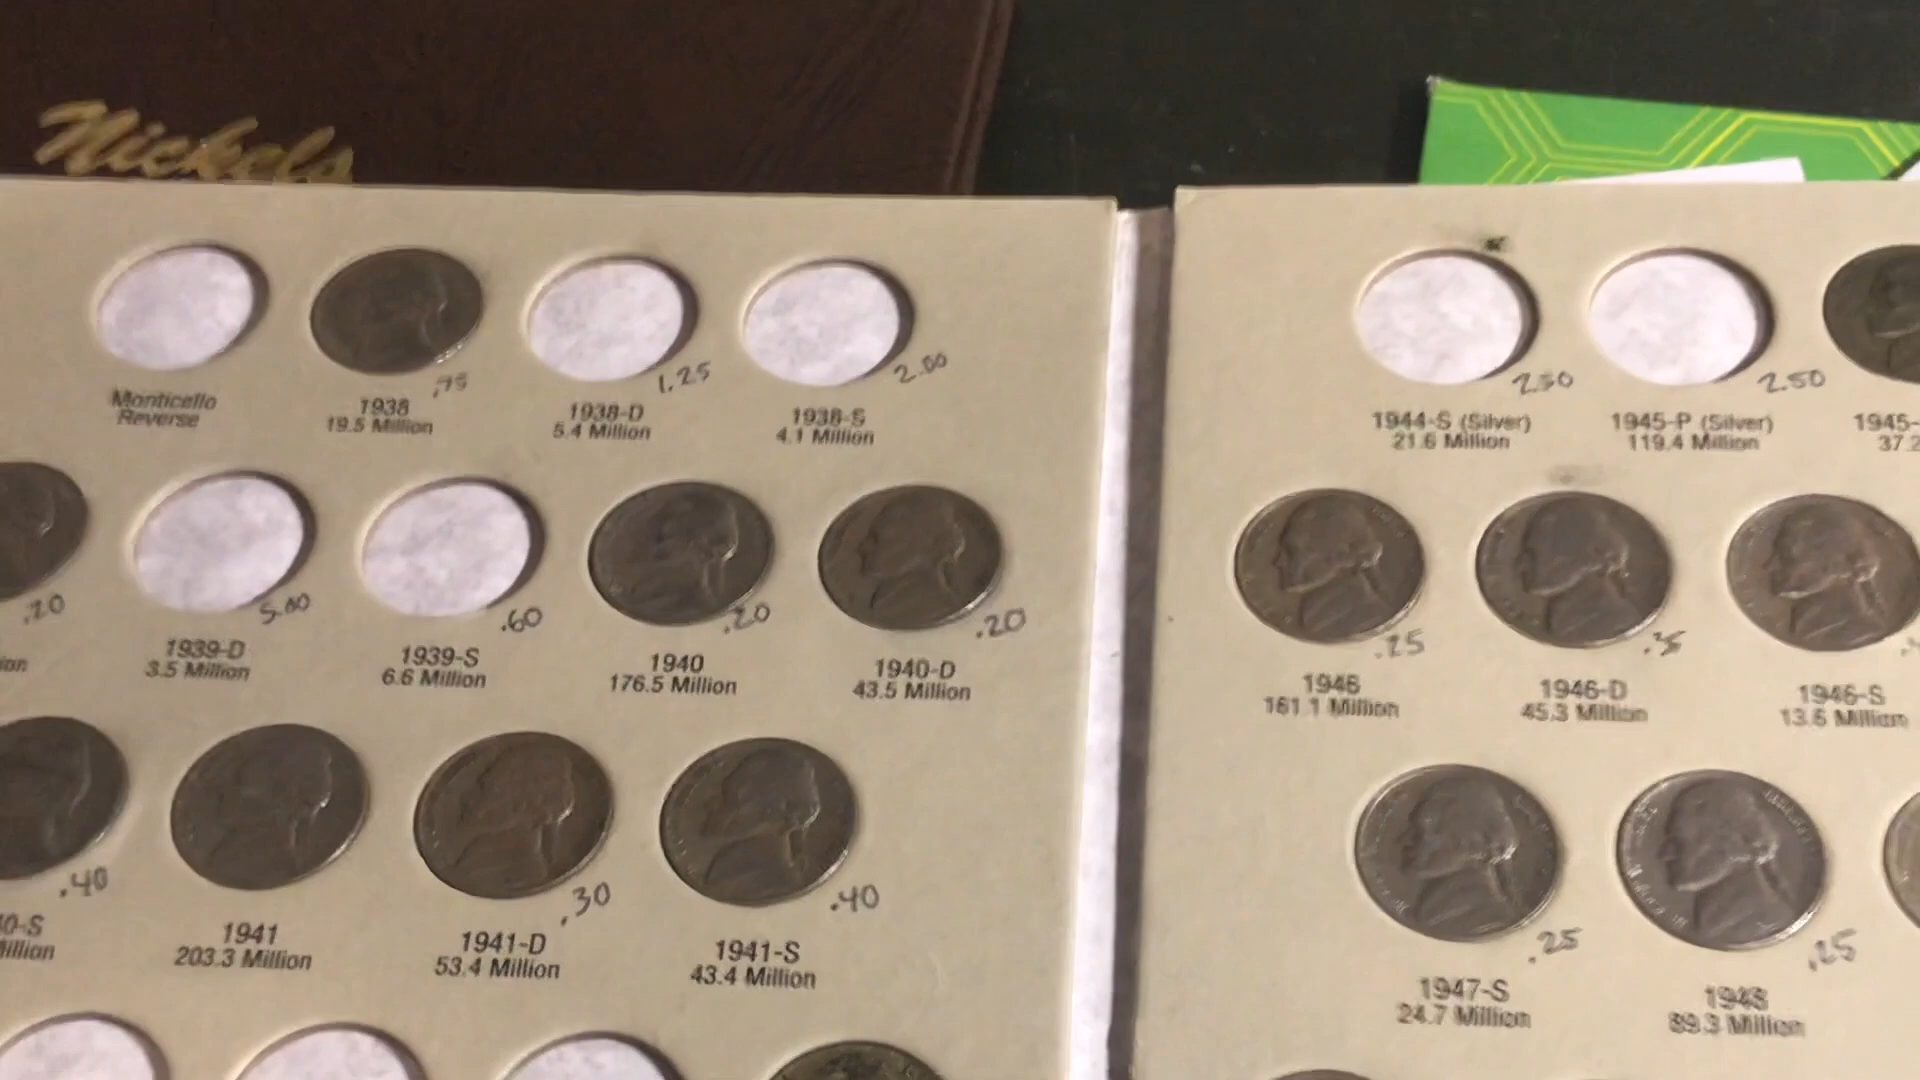 Nickels
Monticello
Reverse
.75
1938
19.5 Million
1.25
1938-D
5.4 Million
2.00
1938-S
4.1 Million
.20
5.00
1939-D
3.5 Million
.60
1939-S
6.6 Million
.20
1940
176.5 Million
.20
1940-D
43.5 Million
.40
0-S
illion
1941
203.3 Million
.30
1941-D
53.4 Million
.40
1941-S
43.4 Million
2.50
1944-S (Silver)
21.6 Million
2.50
1945-P (Silver)
119.4 Million
1945-
37.2
.25
1946
161.1 Million
1946-D
45.3 Million
1946-S
13.6 Million
.25
1947-S
24.7 Million
.25
1948
89.3 Million